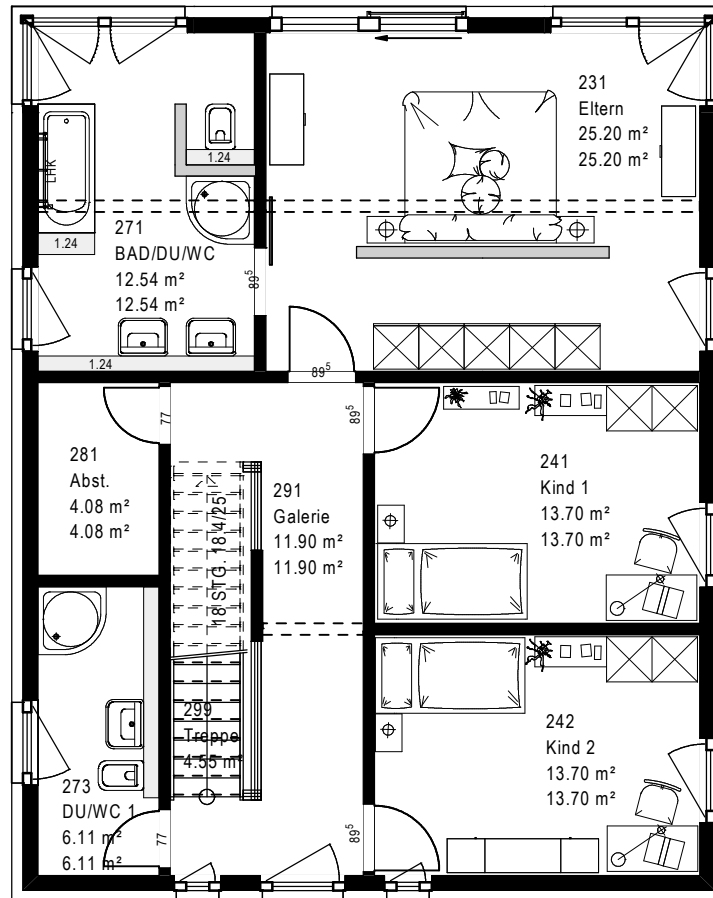 231
Eltern
25.20 m²
25.20 m²
1.24
LHK
271
BAD/DU/WC
12.54 m²
12.54 m²
1.24
89⁵
1.24
89⁵
77
89⁵
281
Abst.
4.08 m²
4.08 m²
291
Galerie
11.90 m²
11.90 m²
241
Kind 1
13.70 m²
13.70 m²
18 STG. 18.4/25
299
Treppe
4.55 m²
242
Kind 2
13.70 m²
13.70 m²
273
DU/WC 1
6.11 m²
6.11 m²
77
89⁵